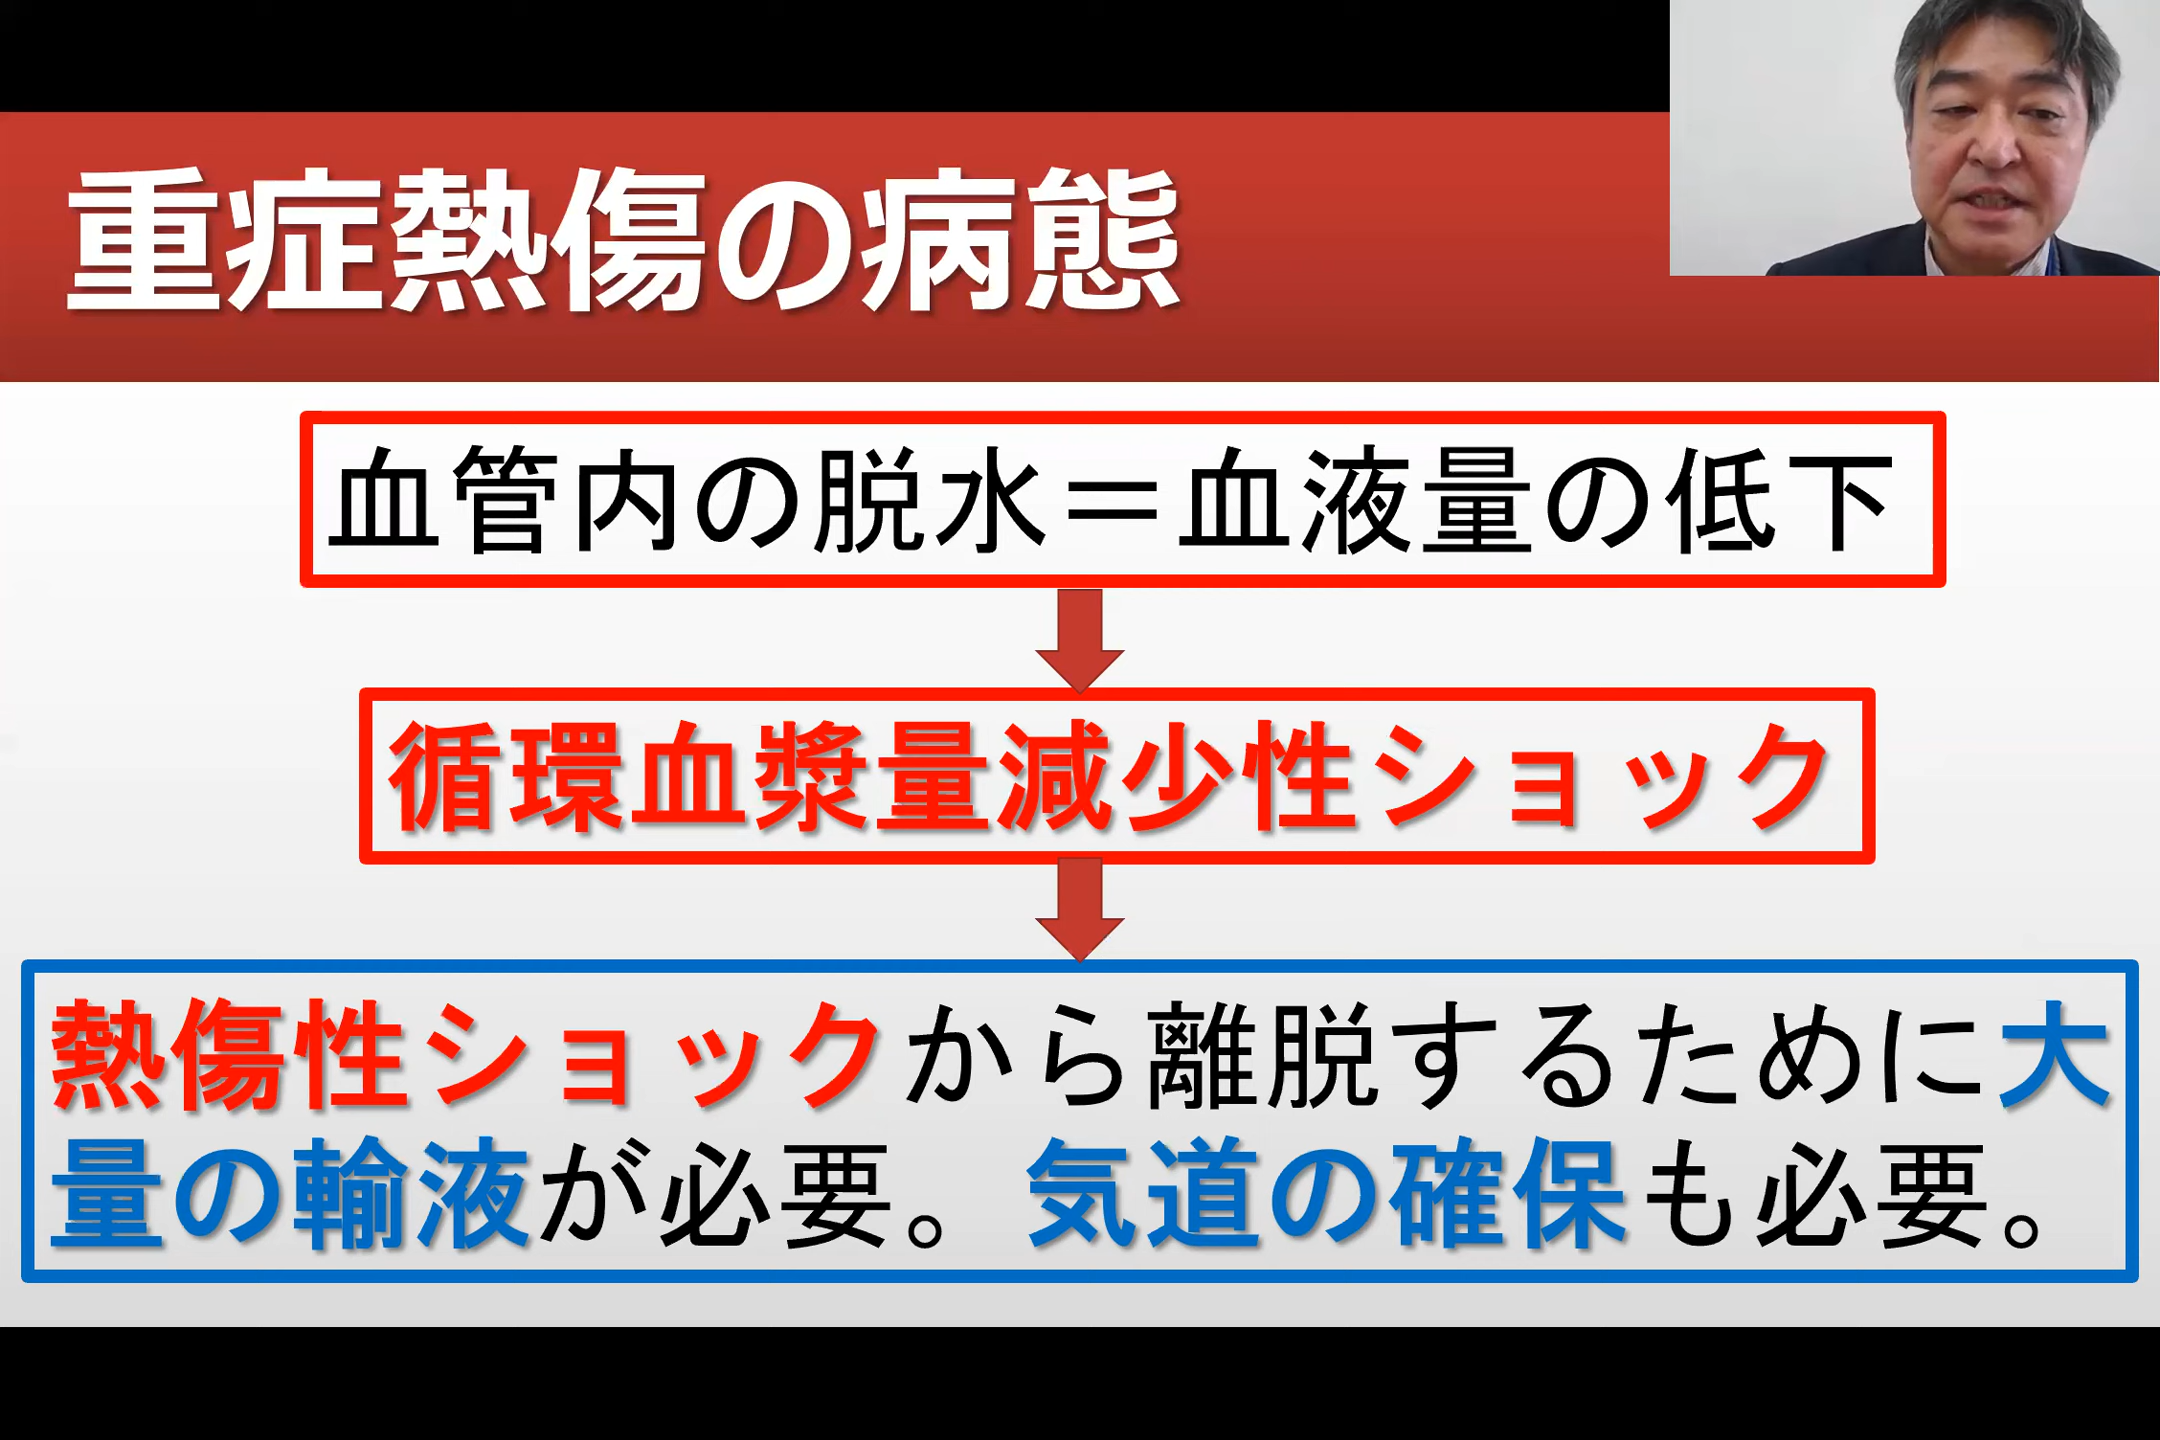 重症熱傷の病態
血管内の脱水＝血液量の低下
循環血漿量減少性ショック
熱傷性ショックから離脱するために大
量の輸液が必要。気道の確保も必要。